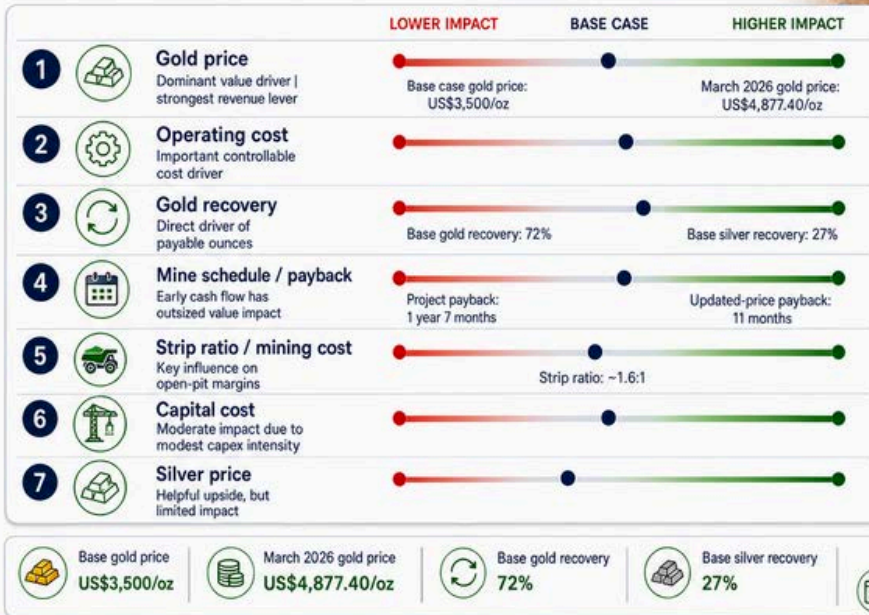 LOWER IMPACT BASE CASE HIGHER IMPACT
1
Gold price
Dominant value driver |
strongest revenue lever
Base case gold price:
US$3,500/oz
March 2026 gold price:
US$4,877.40/oz
2
Operating cost
Important controllable
cost driver
3
Gold recovery
Direct driver of
payable ounces
Base gold recovery: 72%
Base silver recovery: 27%
4
Mine schedule / payback
Early cash flow has
outsized value impact
Project payback:
1 year 7 months
Updated-price payback:
11 months
5
Strip ratio / mining cost
Key influence on
open-pit margins
Strip ratio: ~1.6:1
6
Capital cost
Moderate impact due to
modest capex intensity
7
Silver price
Helpful upside, but
limited impact
Base gold price
US$3,500/oz
March 2026 gold price
US$4,877.40/oz
Base gold recovery
72%
Base silver recovery
27%